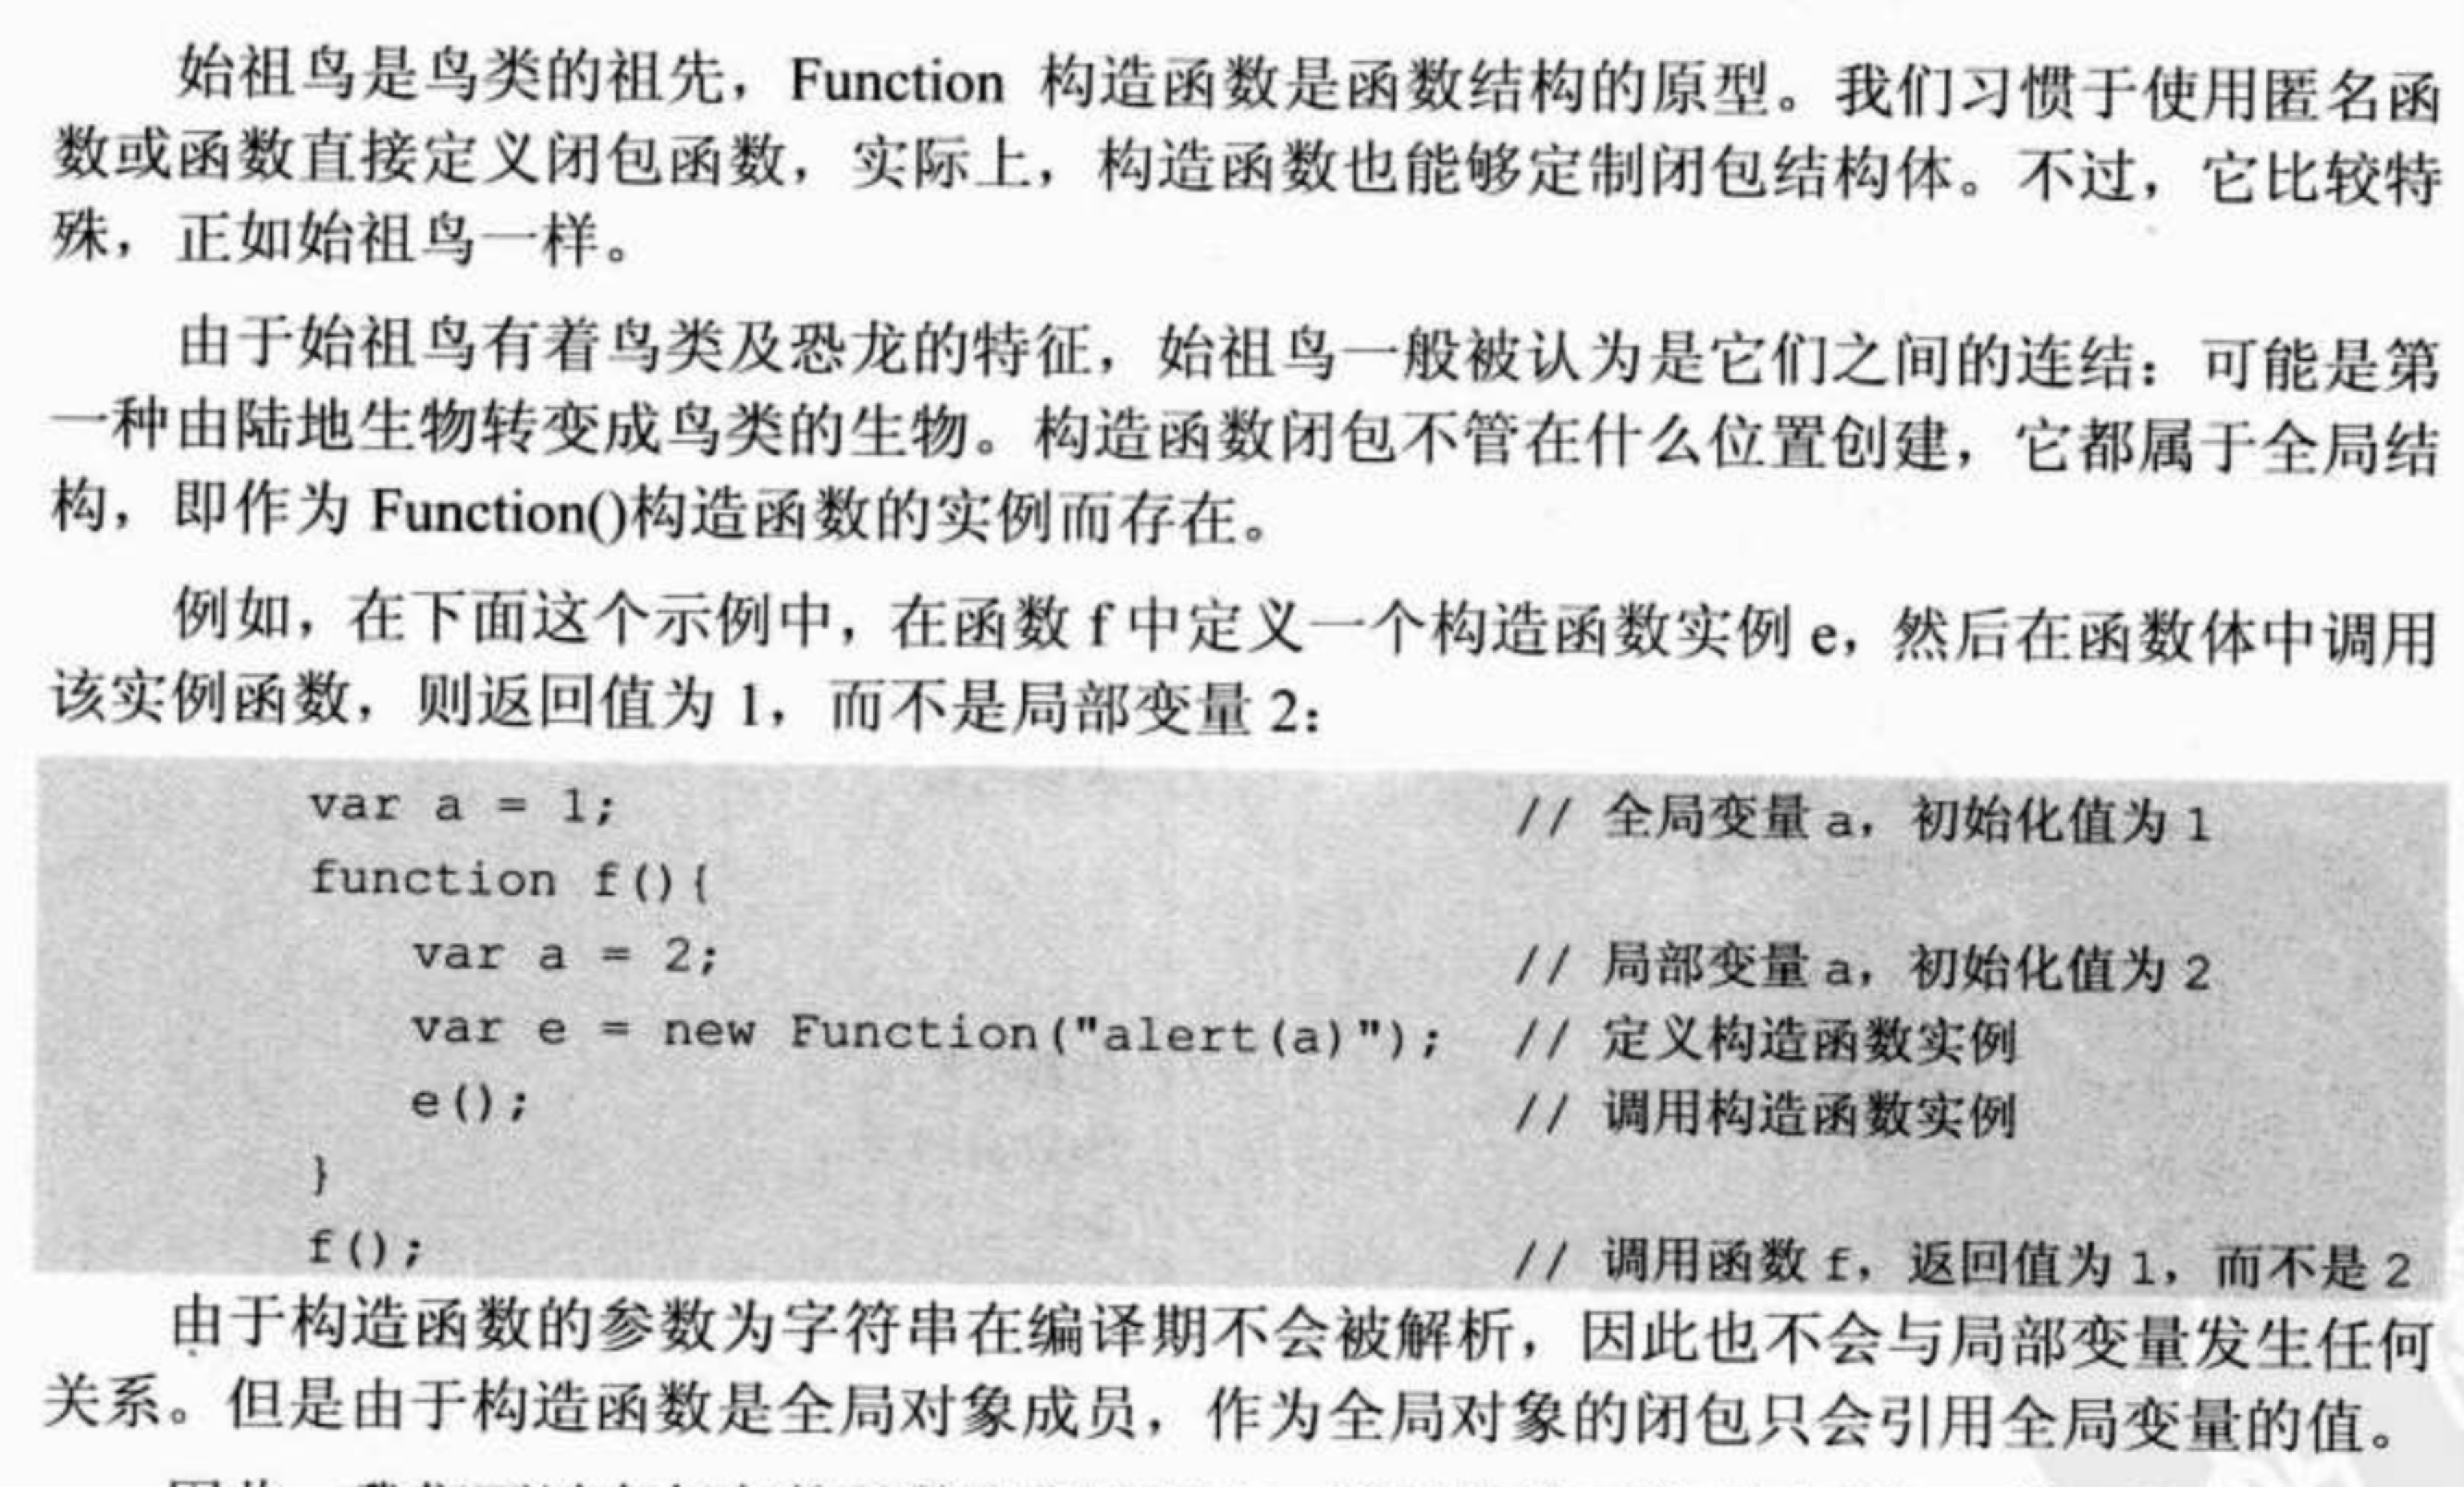 始祖鸟是鸟类的祖先，Function 构造函数是函数结构的原型。我们习惯于使用匿名函
数或函数直接定义闭包函数，实际上，构造函数也能够定制闭包结构体。不过，它比较特
殊，正如始祖鸟一样。
由于始祖鸟有着鸟类及恐龙的特征，始祖鸟一般被认为是它们之间的连结：可能是第
一种由陆地生物转变成鸟类的生物。构造函数闭包不管在什么位置创建，它都属于全局结
构，即作为 Function()构造函数的实例而存在。
例如，在下面这个示例中，在函数 f 中定义一个构造函数实例 e，然后在函数体中调用
该实例函数，则返回值为 1，而不是局部变量 2：
var a = 1; // 全局变量 a，初始化值为 1
function f(){
var a = 2; // 局部变量 a，初始化值为 2
var e = new Function("alert(a)"); // 定义构造函数实例
e(); // 调用构造函数实例
}
f(); // 调用函数 f，返回值为 1，而不是 2
由于构造函数的参数为字符串在编译期不会被解析，因此也不会与局部变量发生任何
关系。但是由于构造函数是全局对象成员，作为全局对象的闭包只会引用全局变量的值。